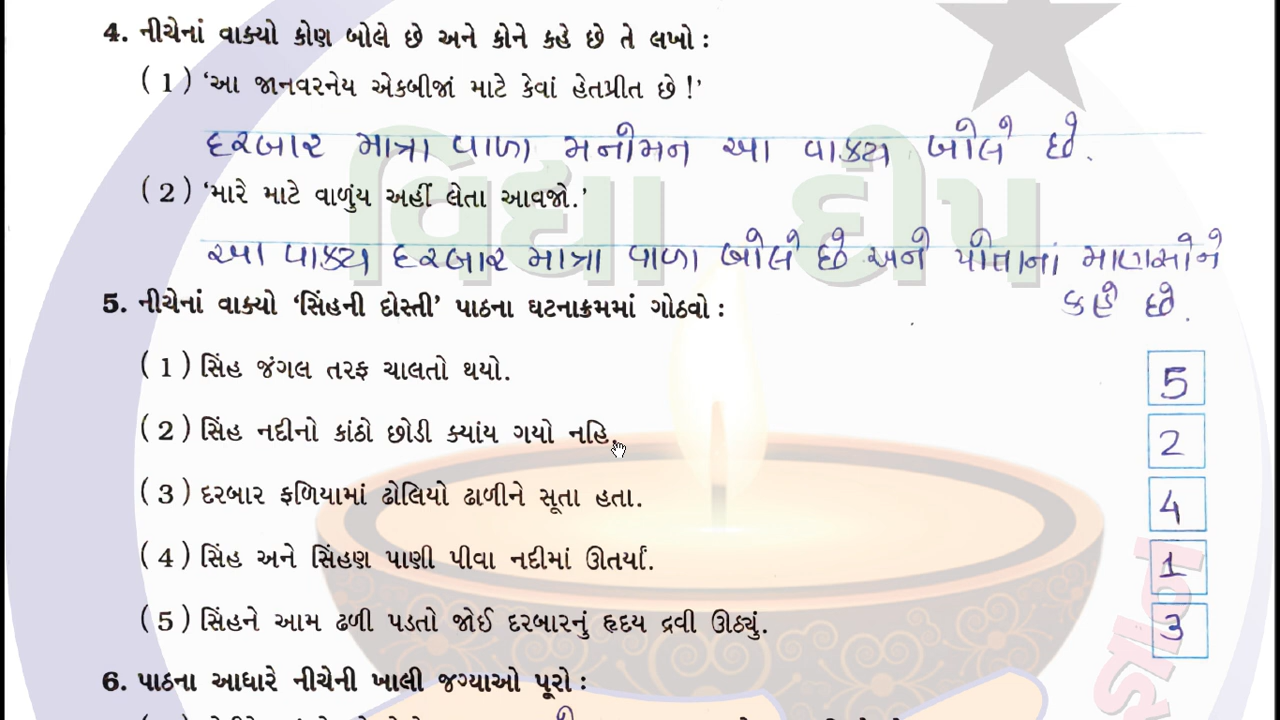 4. નીચેનાં વાક્યો કોણ બોલે છે અને કોને કહે છે તે લખો :
( 1 ) ‘આ જાનવરનેય એકબીજાં માટે કેવાં હેતપ્રીત છે !’
દરબાર માત્રા વાળા મનોમન આ વાક્ય બોલે છે.
( 2 ) ‘મારે માટે વાળુંય અહીં લેતા આવજો.’
આ વાક્ય દરબાર માત્રા વાળા બોલે છે અને પોતાનાં માણસોને
કહે છે.
5. નીચેનાં વાક્યો ‘સિંહની દોસ્તી’ પાઠના ઘટનાક્રમમાં ગોઠવો :
( 1 ) સિંહ જંગલ તરફ ચાલતો થયો. 5
( 2 ) સિંહ નદીનો કાંઠો છોડી ક્યાંય ગયો નહિ. 2
( 3 ) દરબાર ફળિયામાં ઢોલિયો ઢાળીને સૂતા હતા. 4
( 4 ) સિંહ અને સિંહણ પાણી પીવા નદીમાં ઊતર્યાં. 1
( 5 ) સિંહને આમ ઢળી પડતો જોઈ દરબારનું હૃદય દ્રવી ઊઠ્યું. 3
6. પાઠના આધારે નીચેની ખાલી જગ્યાઓ પૂરો :
વિદ્યા દીપ